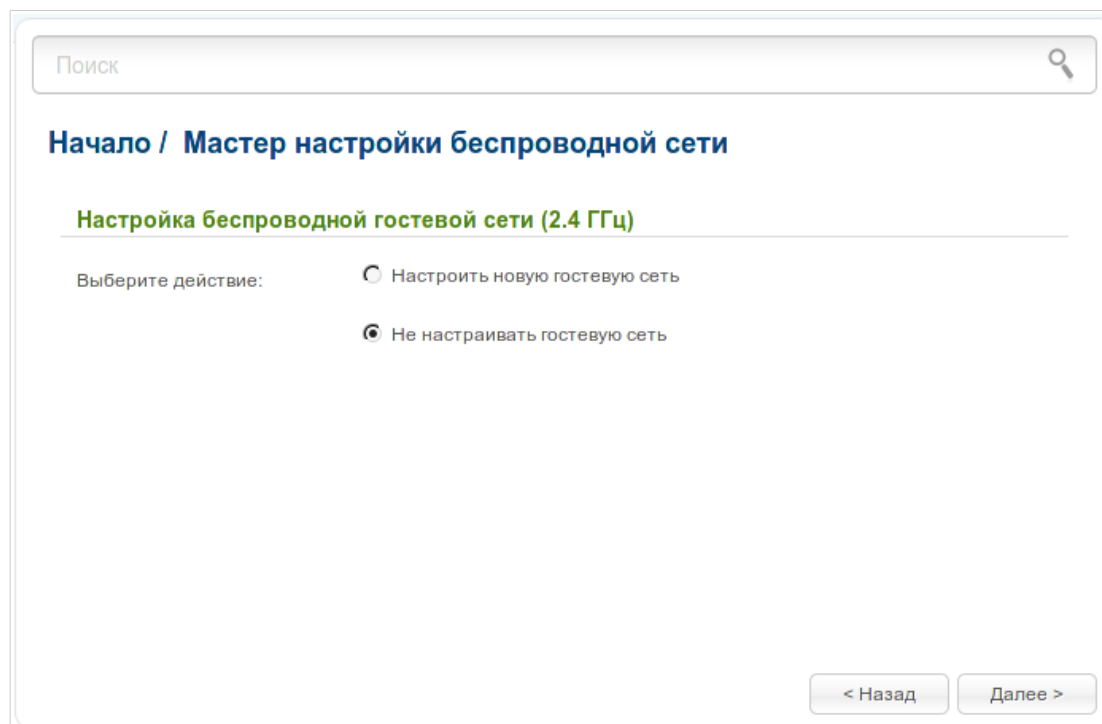 Поиск
Начало / Мастер настройки беспроводной сети
Настройка беспроводной гостевой сети (2.4 ГГц)
Выберите действие:
Настроить новую гостевую сеть
Не настраивать гостевую сеть
< Назад
Далее >